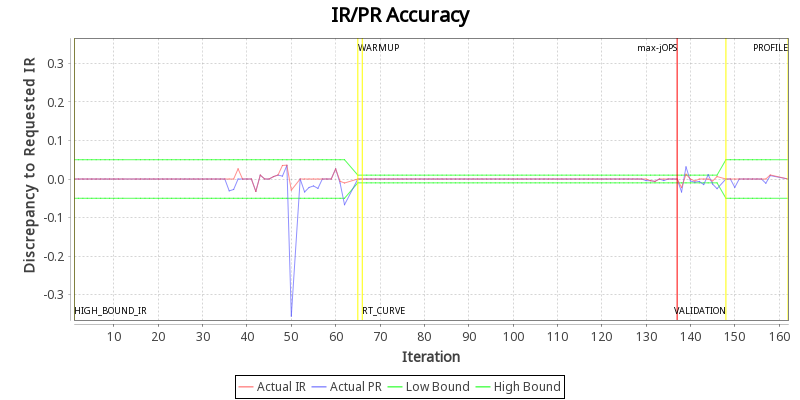 IR/PR Accuracy
Discrepancy to Requested IR
0.3
0.2
0.1
0.0
-0.1
-0.2
-0.3
WARMUP
max-jOPS
PROFILE
HIGH_BOUND_IR
RT_CURVE
VALIDATION
10 20 30 40 50 60 70 80 90 100 110 120 130 140 150 160
Iteration
Actual IR Actual PR Low Bound High Bound